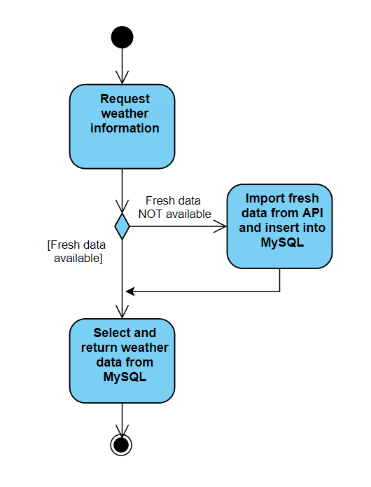 Request
weather
information
Fresh data
NOT available
Import fresh
data from API
and insert into
MySQL
[Fresh data
available]
Select and
return weather
data from
MySQL